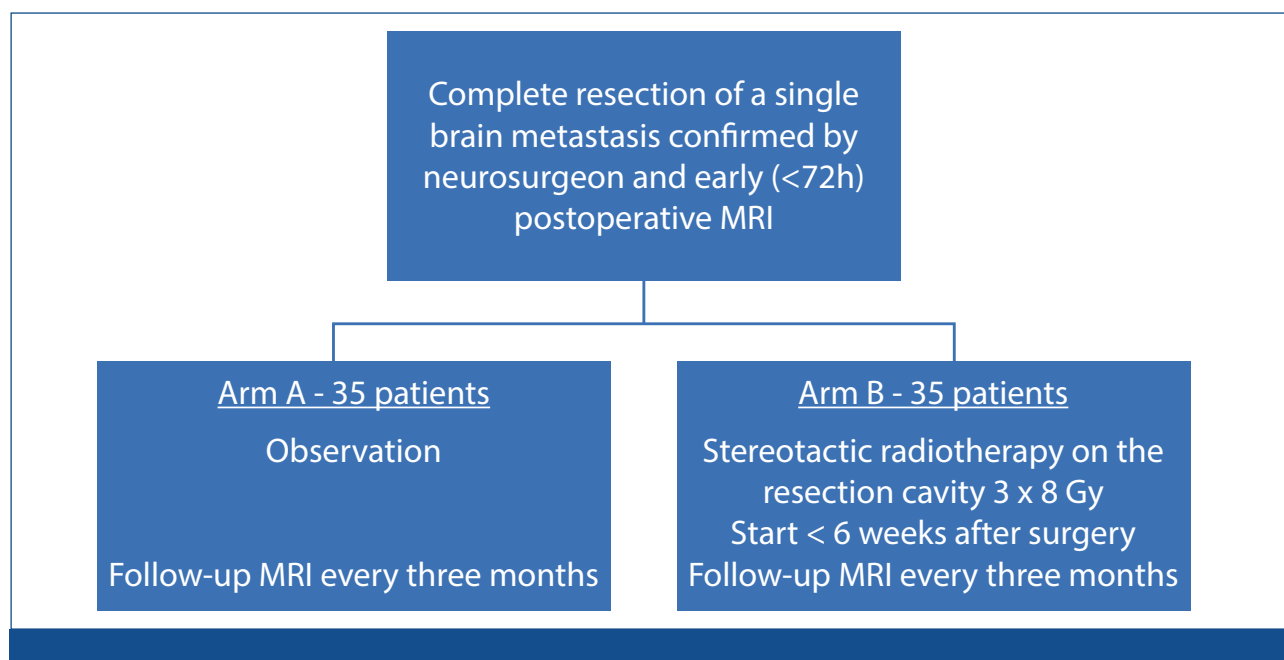 Complete resection of a single
brain metastasis confirmed by
neurosurgeon and early (<72h)
postoperative MRI
Arm A - 35 patients
Observation
Follow-up MRI every three months
Arm B - 35 patients
Stereotactic radiotherapy on the
resection cavity 3 x 8 Gy
Start < 6 weeks after surgery
Follow-up MRI every three months